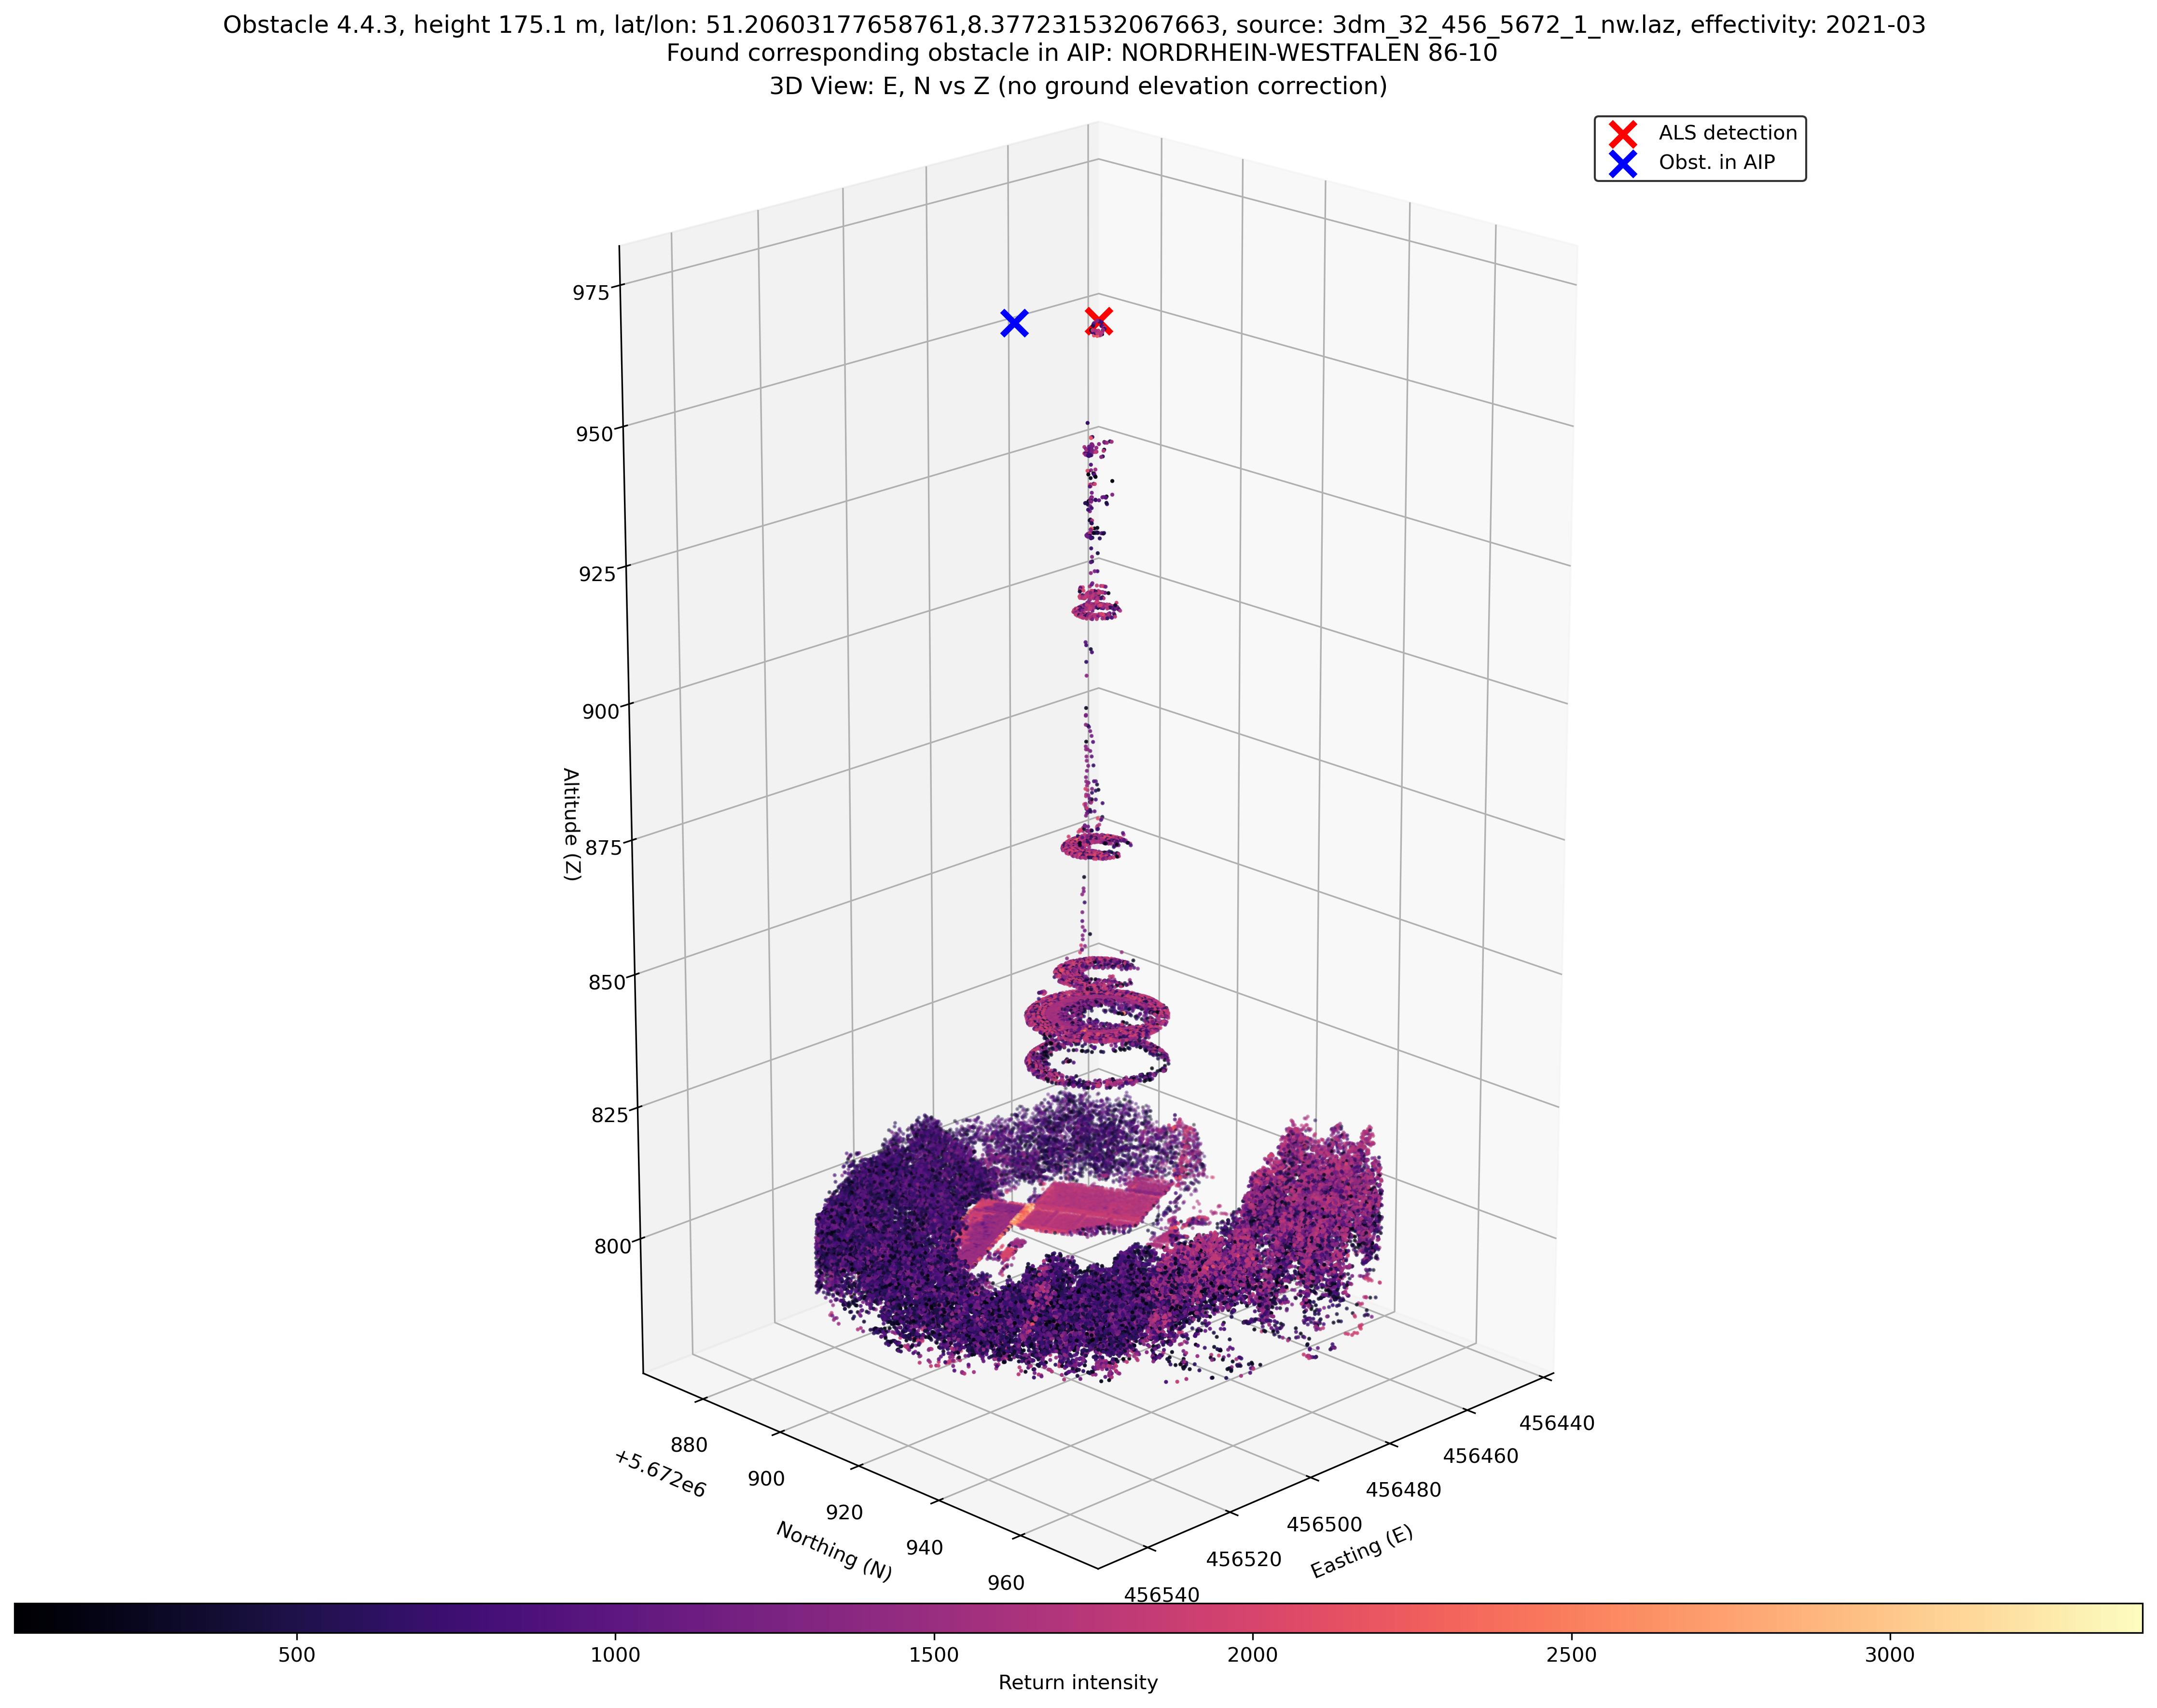 Obstacle 4.4.3, height 175.1 m, lat/lon: 51.20603177658761,8.377231532067663, source: 3dm_32_456_5672_1_nw.laz, effectivity: 2021-03
Found corresponding obstacle in AIP: NORDRHEIN-WESTFALEN 86-10
3D View: E, N vs Z (no ground elevation correction)
ALS detection
Obst. in AIP
975
950
925
900
875
850
825
800
Altitude (Z)
880
900
920
940
960
+5.672e6
Northing (N)
456440
456460
456480
456500
456520
456540
Easting (E)
500
1000
1500
2000
2500
3000
Return intensity